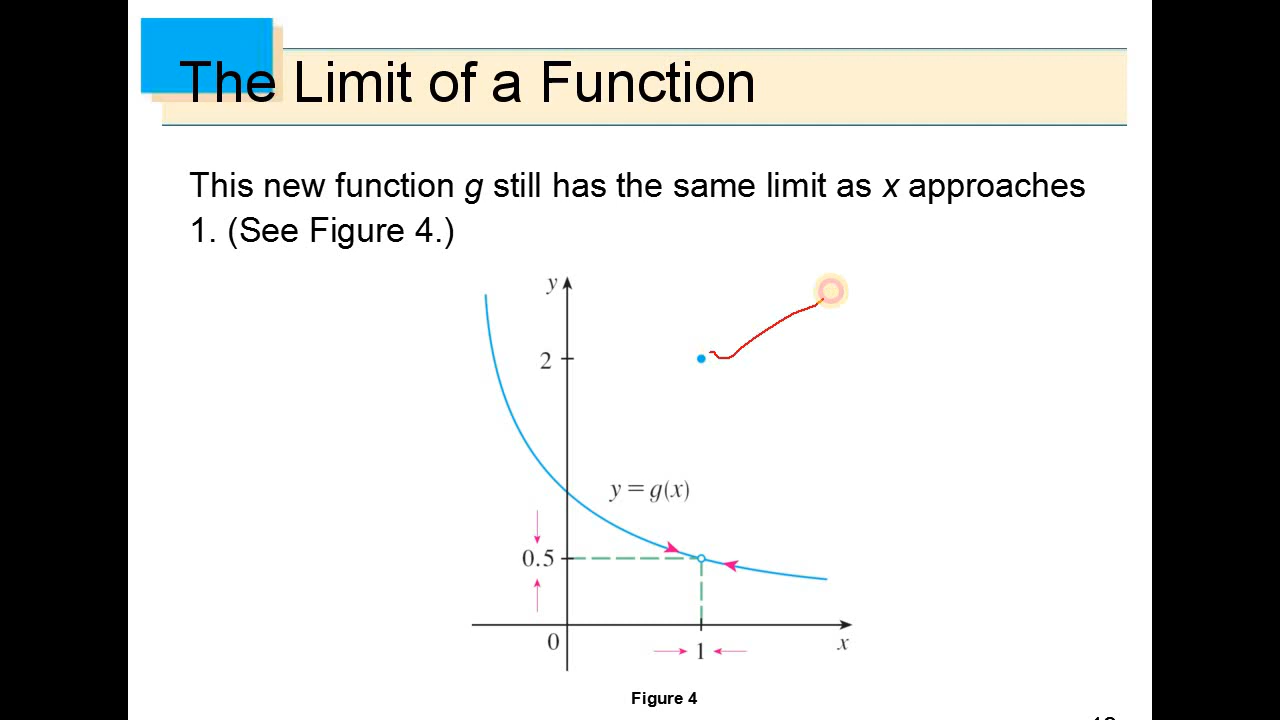 The Limit of a Function
This new function g still has the same limit as x approaches
1. (See Figure 4.)
y
2
y = g(x)
0.5
0
1
x
Figure 4